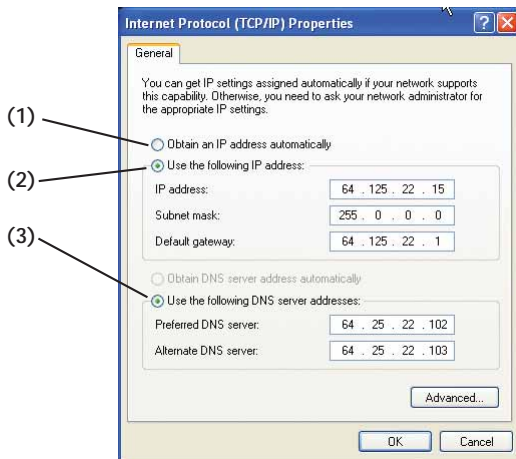 Internet Protocol (TCP/IP) Properties
General
You can get IP settings assigned automatically if your network supports
this capability. Otherwise, you need to ask your network administrator for
the appropriate IP settings.
(1)
Obtain an IP address automatically
(2)
Use the following IP address:
IP address: 64 . 125 . 22 . 15
Subnet mask: 255 . 0 . 0 . 0
Default gateway: 64 . 125 . 22 . 1
(3)
Obtain DNS server address automatically
Use the following DNS server addresses:
Preferred DNS server: 64 . 25 . 22 . 102
Alternate DNS server: 64 . 25 . 22 . 103
Advanced...
OK Cancel